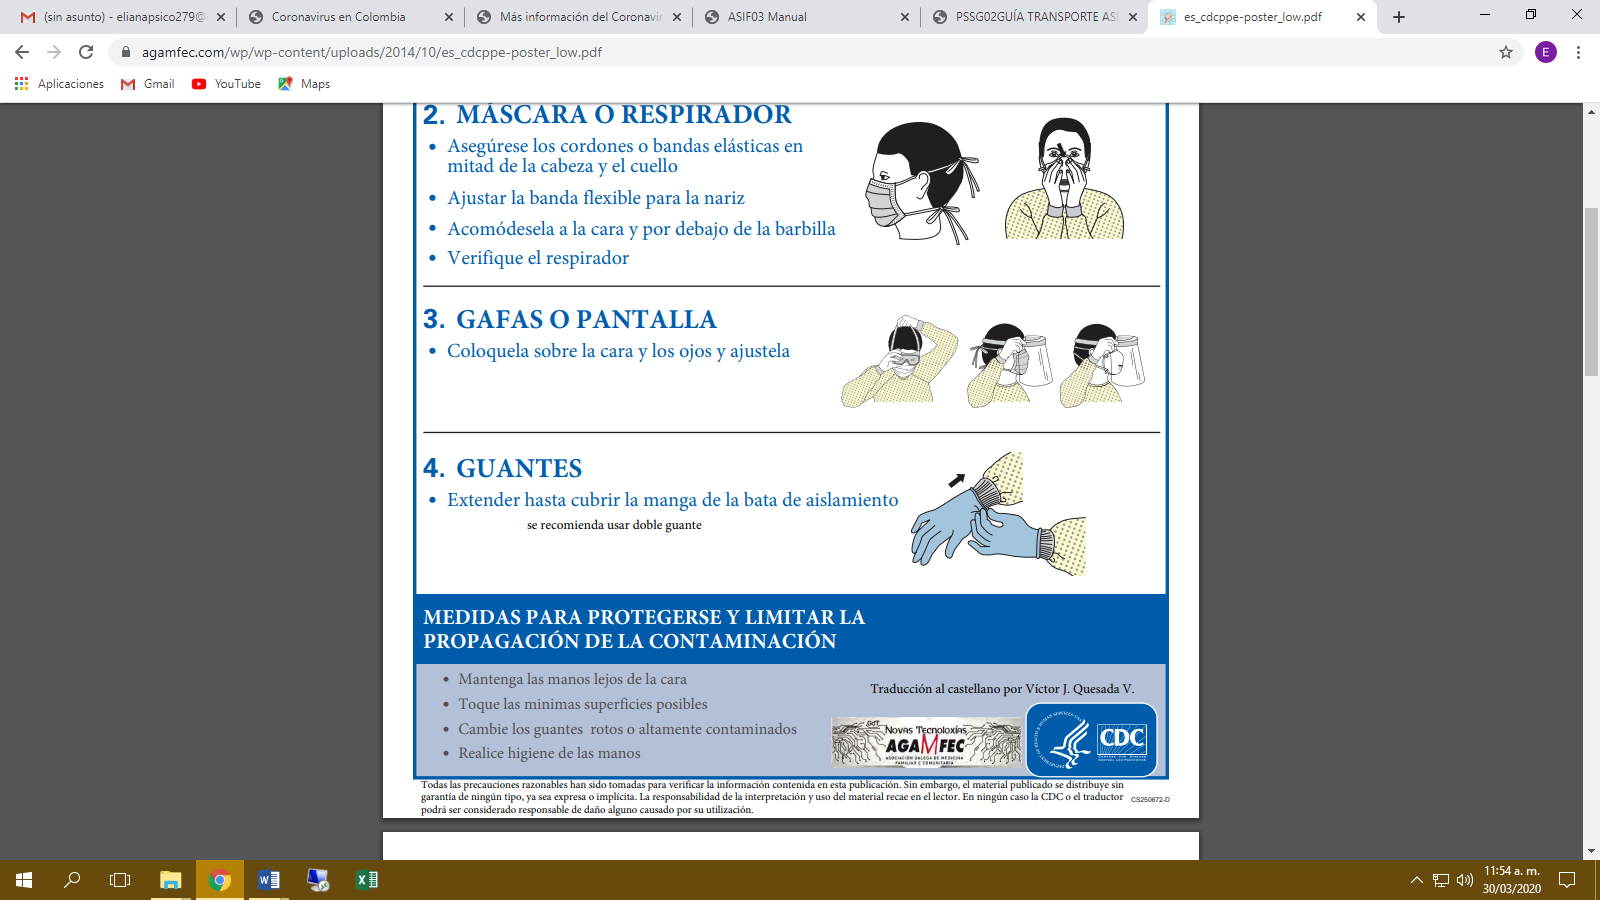 (sin asunto) - elianapsico279@
Coronavirus en Colombia
Más información del Coronavir
ASIF03 Manual
PSSG02GUÍA TRANSPORTE ASI
es_cdcppe-poster_low.pdf
agamfec.com/wp/wp-content/uploads/2014/10/es_cdcppe-poster_low.pdf
E
Aplicaciones
Gmail
YouTube
Maps
2. MÁSCARA O RESPIRADOR
• Asegúrese los cordones o bandas elásticas en
mitad de la cabeza y el cuello
• Ajustar la banda flexible para la nariz
• Acomódesela a la cara y por debajo de la barbilla
• Verifique el respirador
3. GAFAS O PANTALLA
• Coloquela sobre la cara y los ojos y ajustela
4. GUANTES
• Extender hasta cubrir la manga de la bata de aislamiento
se recomienda usar doble guante
MEDIDAS PARA PROTEGERSE Y LIMITAR LA
PROPAGACIÓN DE LA CONTAMINACIÓN
• Mantenga las manos lejos de la cara
• Toque las minimas superficies posibles
• Cambie los guantes rotos o altamente contaminados
• Realice higiene de las manos
Traducción al castellano por Víctor J. Quesada V.
GdT
Novas Tecnoloxías
AGAMFEC
ASOCIACIÓN GALEGA DE MEDICINA
FAMILIAR E COMUNITARIA
CDC
Todas las precauciones razonables han sido tomadas para verificar la información contenida en esta publicación. Sin embargo, el material publicado se distribuye sin
garantía de ningún tipo, ya sea expresa o implícita. La responsabilidad de la interpretación y uso del material recae en el lector. En ningún caso la CDC o el traductor
podrá ser considerado responsable de daño alguno causado por su utilización.
CS250672-D
11:54 a. m.
30/03/2020